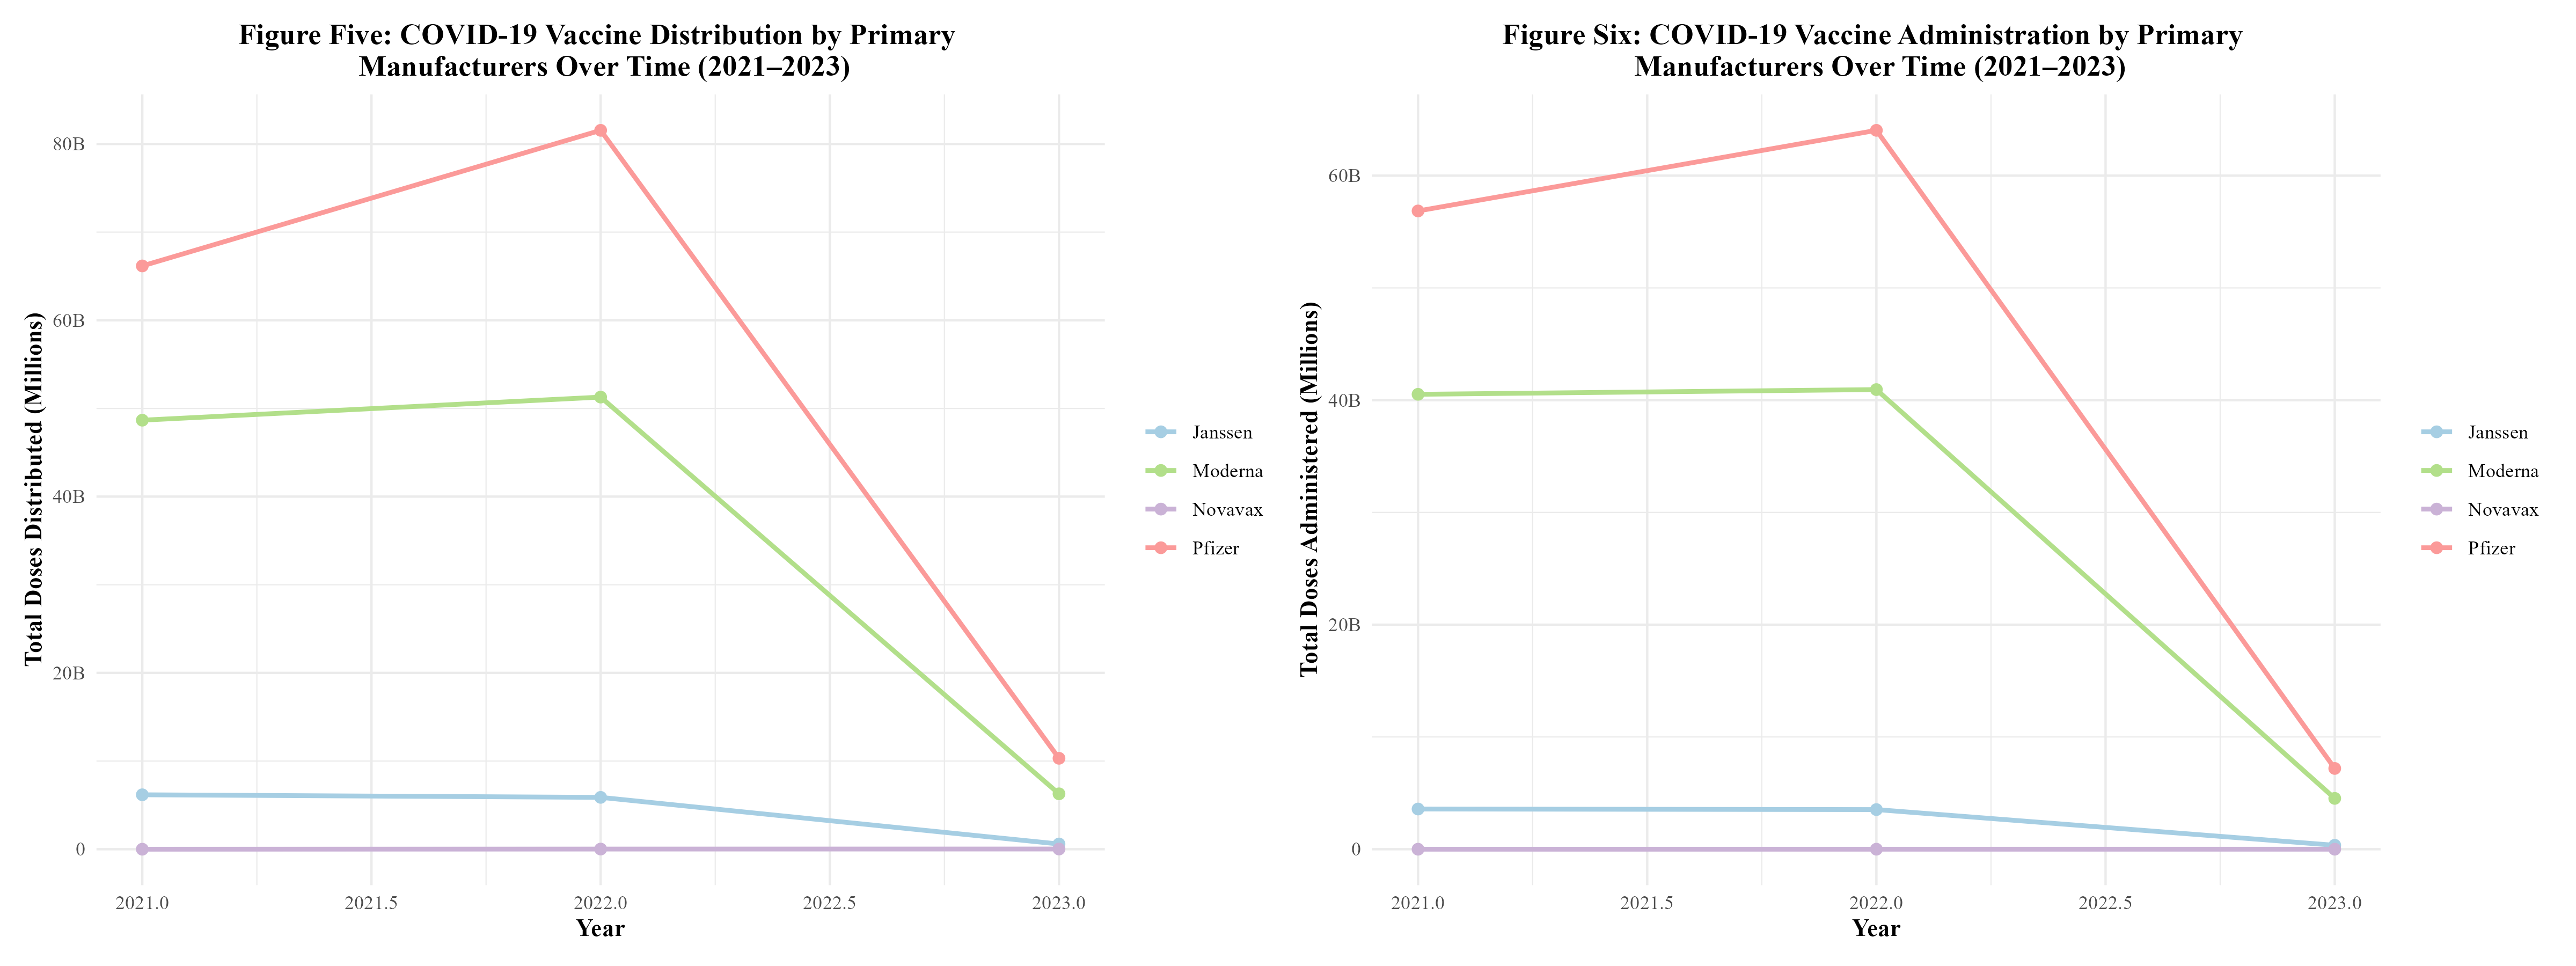 Figure Five: COVID-19 Vaccine Distribution by Primary
Manufacturers Over Time (2021–2023)
Total Doses Distributed (Millions)
80B
60B
40B
20B
0
2021.0
2021.5
2022.0
2022.5
2023.0
Year
Janssen
Moderna
Novavax
Pfizer
Figure Six: COVID-19 Vaccine Administration by Primary
Manufacturers Over Time (2021–2023)
Total Doses Administered (Millions)
60B
40B
20B
0
2021.0
2021.5
2022.0
2022.5
2023.0
Year
Janssen
Moderna
Novavax
Pfizer